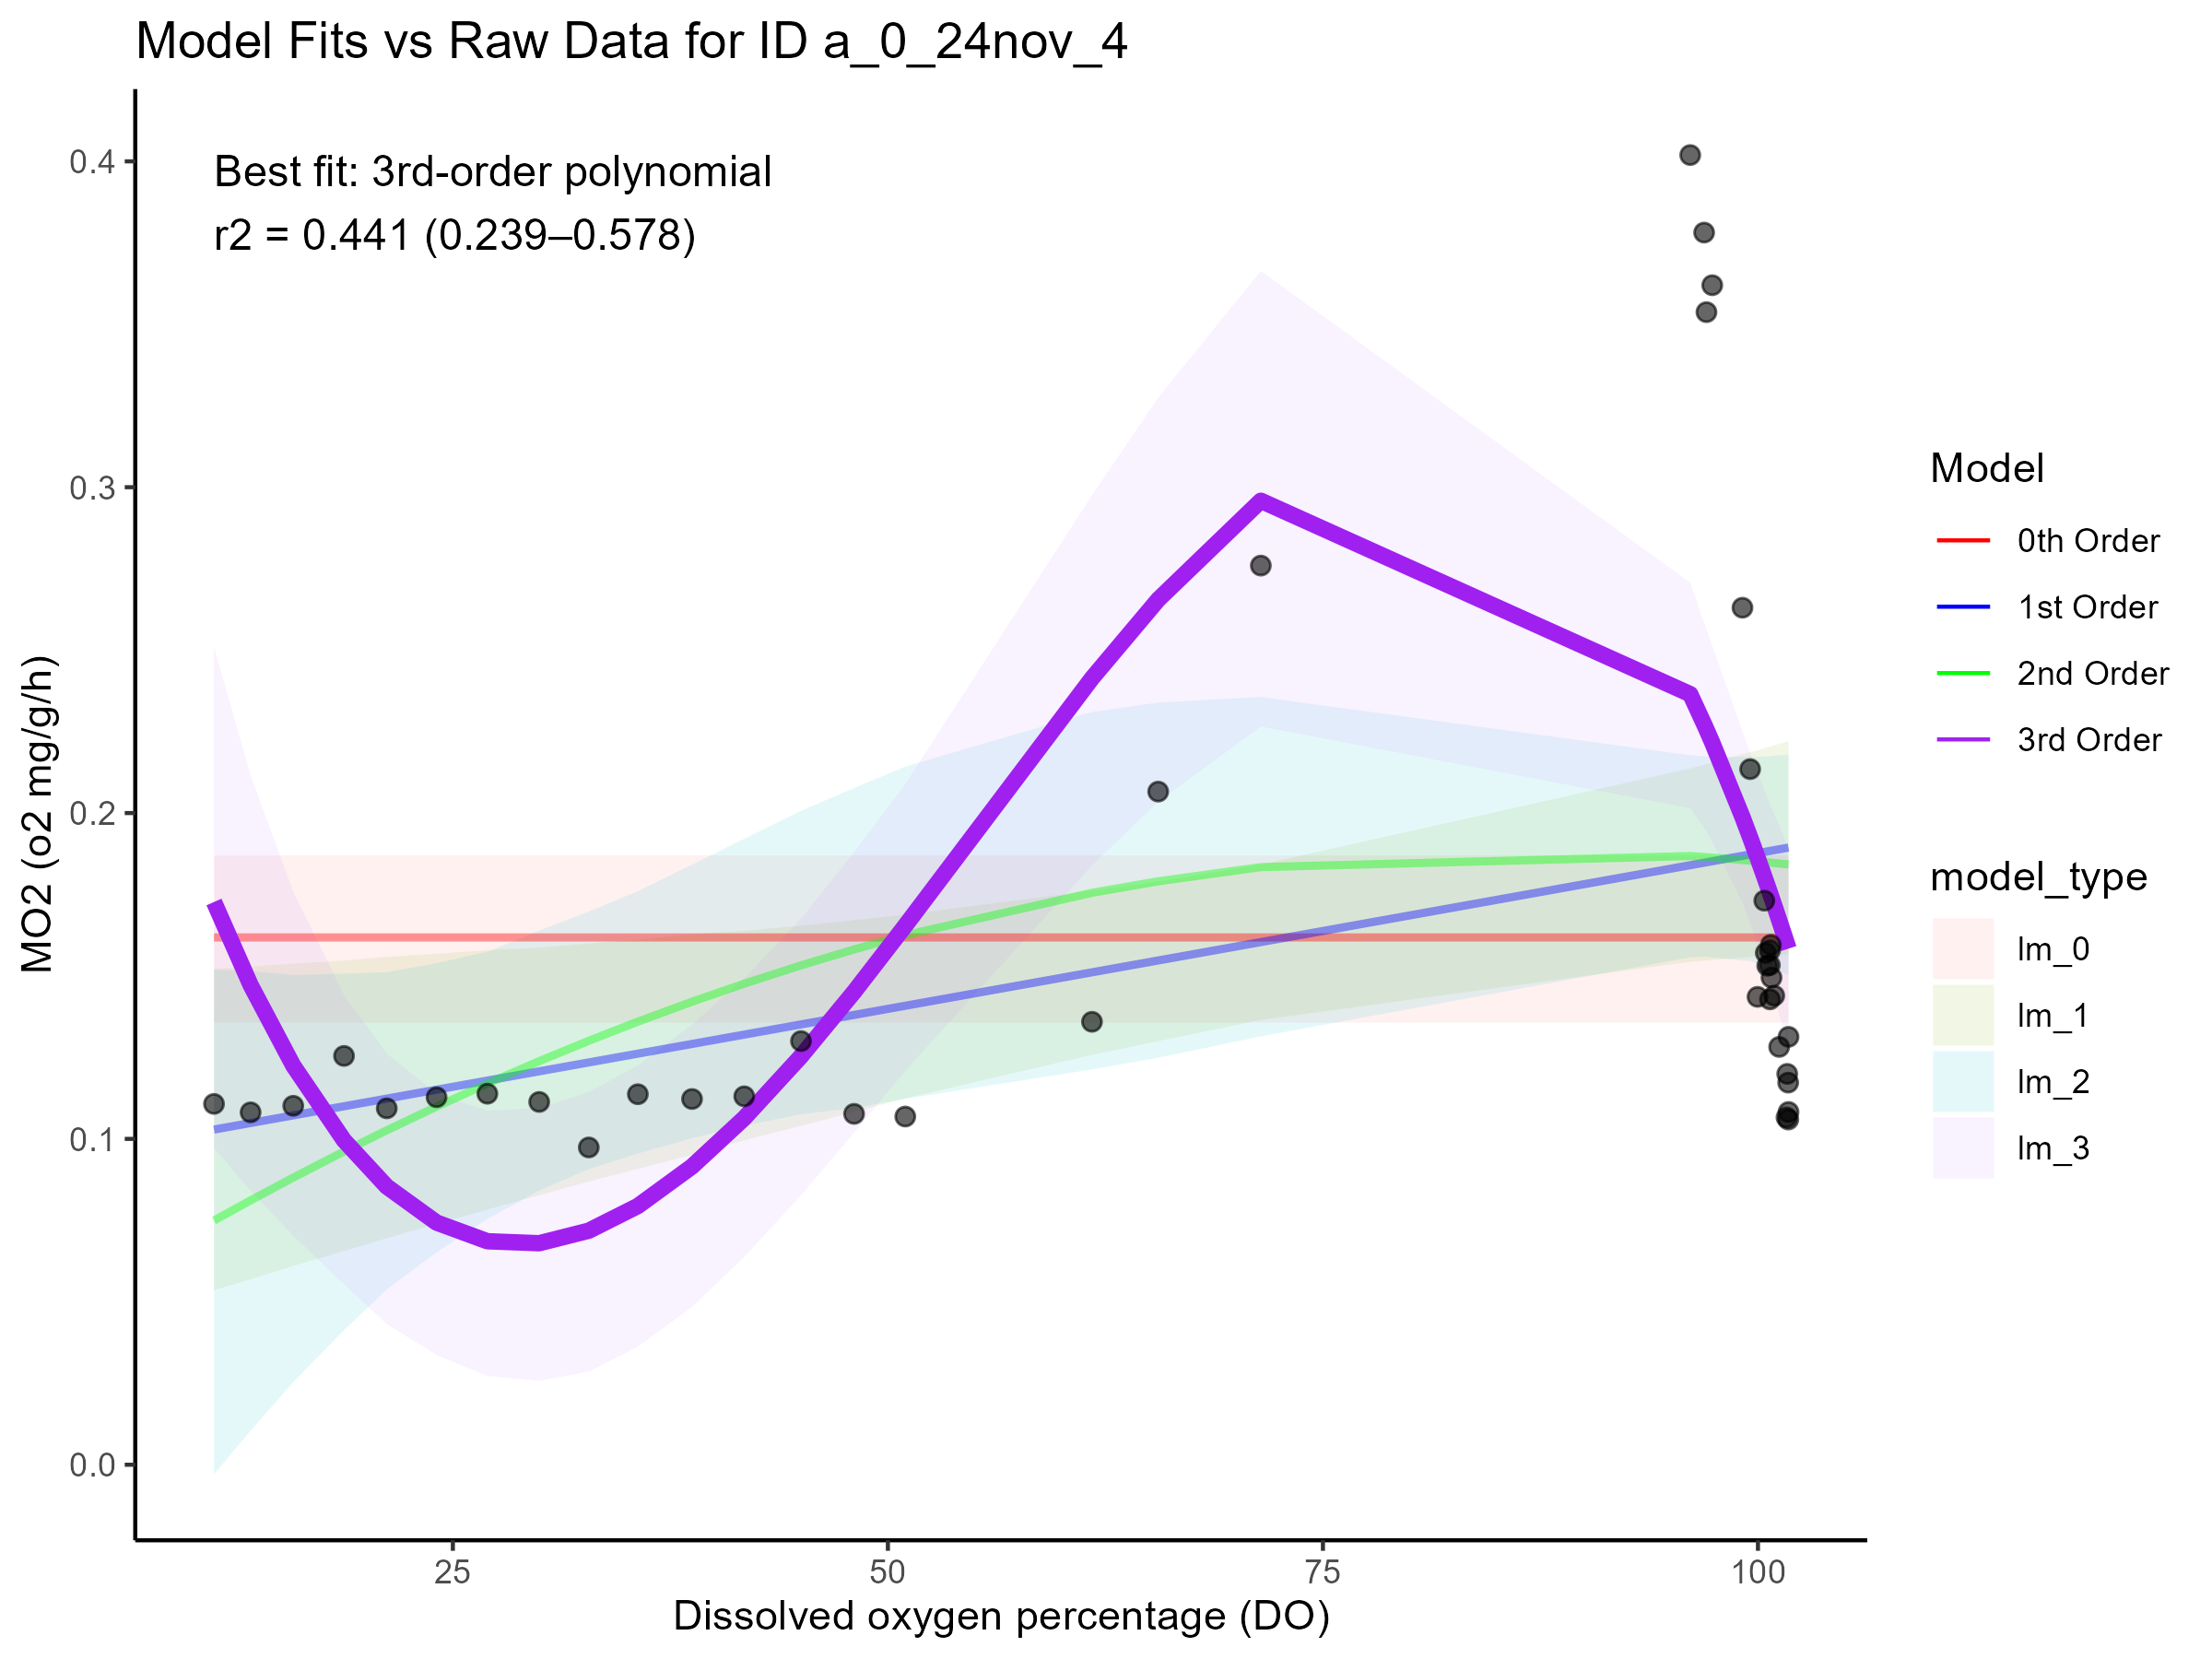 Model Fits vs Raw Data for ID a_0_24nov_4
Best fit: 3rd-order polynomial
r2 = 0.441 (0.239–0.578)
0.4
0.3
0.2
0.1
0.0
MO2 (o2 mg/g/h)
25
50
75
100
Dissolved oxygen percentage (DO)
Model
0th Order
1st Order
2nd Order
3rd Order
model_type
lm_0
lm_1
lm_2
lm_3